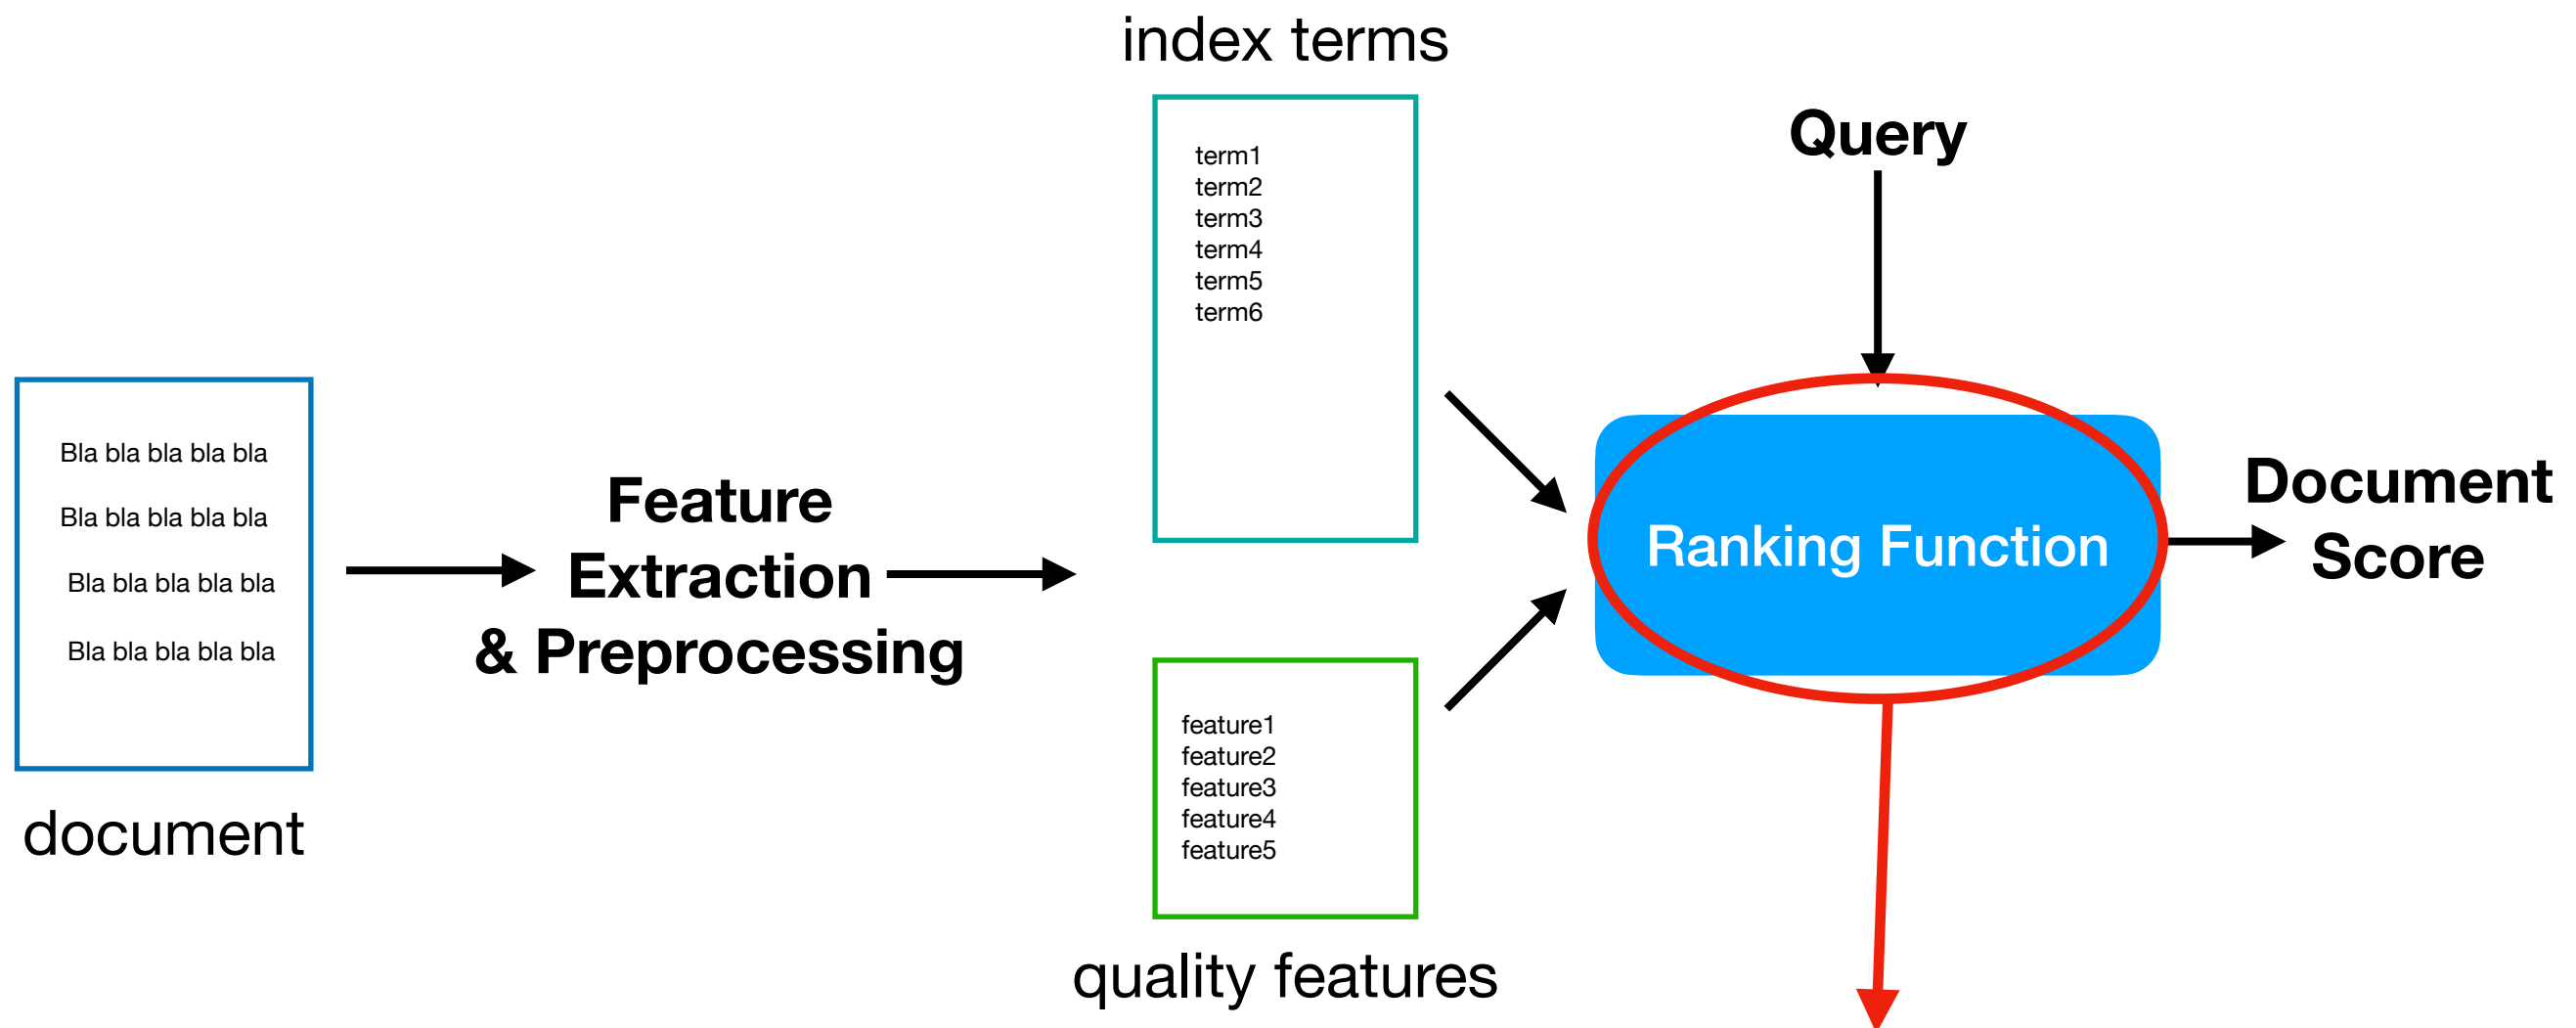 Bla bla bla bla bla
Bla bla bla bla bla
Bla bla bla bla bla
Bla bla bla bla bla
document
Feature
Extraction
& Preprocessing
index terms
term1
term2
term3
term4
term5
term6
feature1
feature2
feature3
feature4
feature5
quality features
Query
Ranking Function
Document
Score